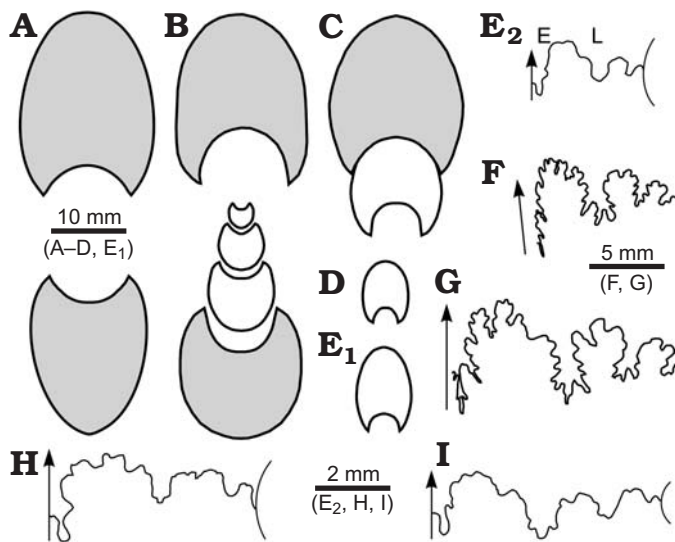 A B C E2 E L
F
10 mm
(A–D, E1)
5 mm
(F, G)
D G
E1
H I
2 mm
(E2, H, I)